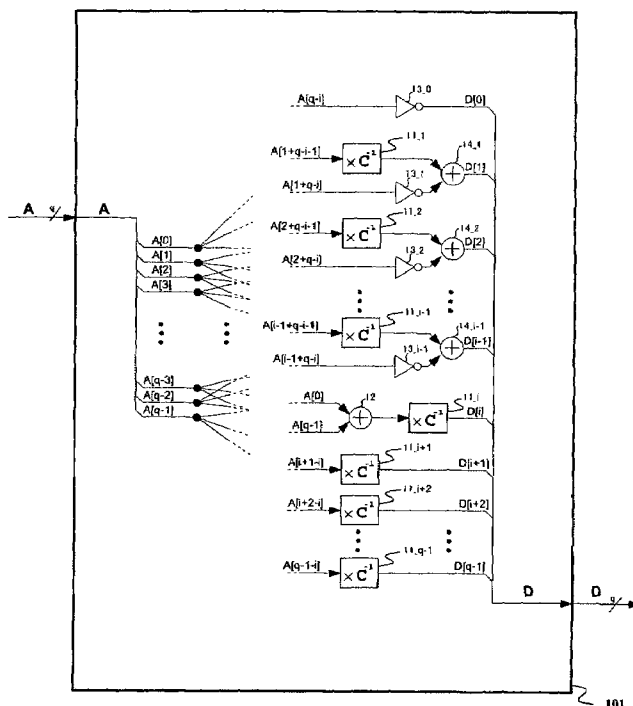 13_0
A[q-i]
D[0]
11_1
A[1+q-i-1]
× C⁻¹
14_1
D[1]
13_1
A[1+q-i]
11_2
A[2+q-i-1]
× C⁻¹
14_2
D[2]
13_2
A[2+q-i]
A q
A
A[0]
A[1]
A[2]
A[3]
11_i-1
A[i-1+q-i-1]
× C⁻¹
14_i-1
D[i-1]
13_i-1
A[i-1+q-i]
A[q-3]
A[q-2]
A[q-1]
A[0]
12
11_i
× C⁻¹
D[i]
A[q-1]
11_i+1
A[i+1-i]
× C⁻¹
D[i+1]
11_i+2
A[i+2-i]
× C⁻¹
D[i+2]
11_q-1
A[q-1-i]
× C⁻¹
D[q-1]
D
D q
101